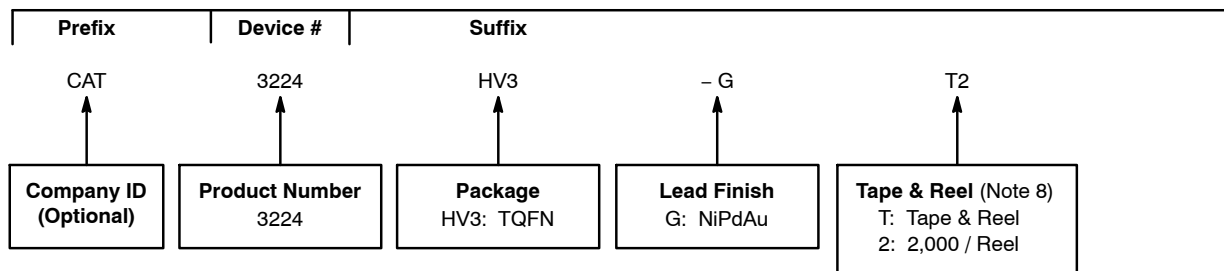 Prefix Device # Suffix
CAT 3224 HV3 – G T2
Company ID
(Optional)
Product Number
3224
Package
HV3: TQFN
Lead Finish
G: NiPdAu
Tape & Reel (Note 8)
T: Tape & Reel
2: 2,000 / Reel